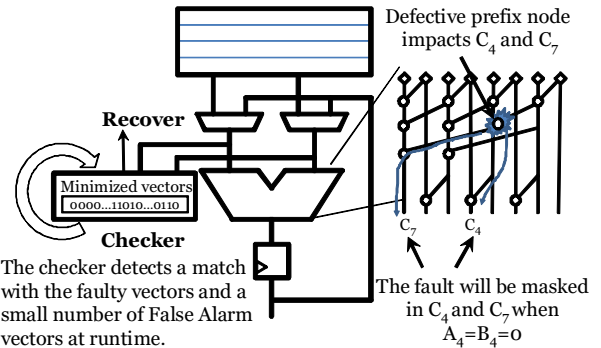 Defective prefix node
impacts C4 and C7
Recover
Minimized vectors
0000...11010...0110
Checker
C7
C4
The checker detects a match
with the faulty vectors and a
small number of False Alarm
vectors at runtime.
The fault will be masked
in C4 and C7 when
A4=B4=0